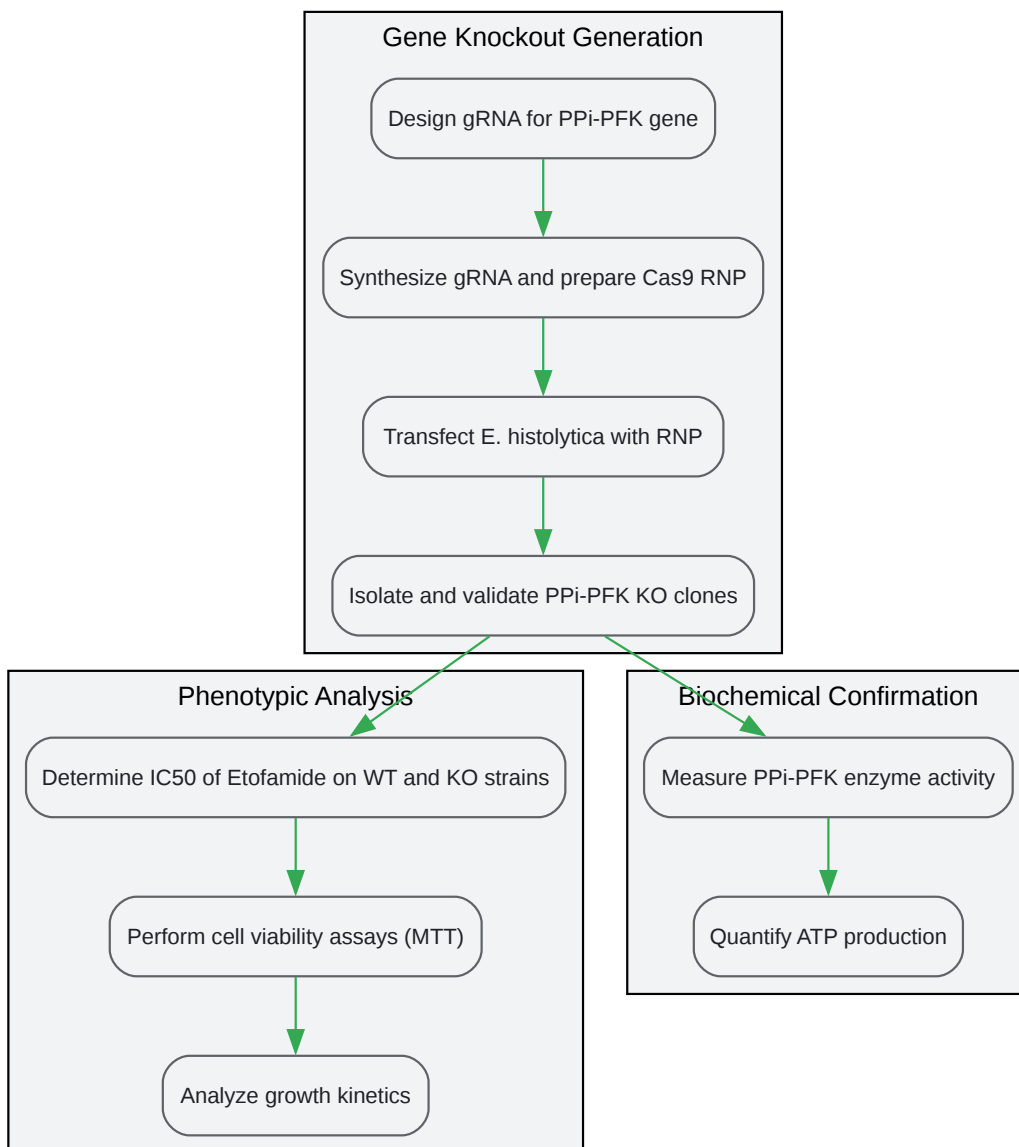 Gene Knockout Generation
Design gRNA for PPi-PFK gene
Synthesize gRNA and prepare Cas9 RNP
Transfect E. histolytica with RNP
Isolate and validate PPi-PFK KO clones
Phenotypic Analysis
Determine IC50 of Etofamide on WT and KO strains
Perform cell viability assays (MTT)
Analyze growth kinetics
Biochemical Confirmation
Measure PPi-PFK enzyme activity
Quantify ATP production